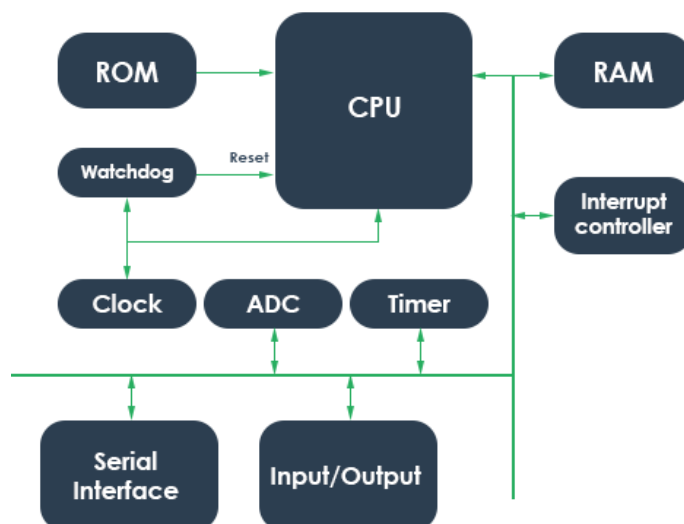 ROM
CPU
RAM
Watchdog
Reset
Interrupt
controller
Clock
ADC
Timer
Serial
Interface
Input/Output